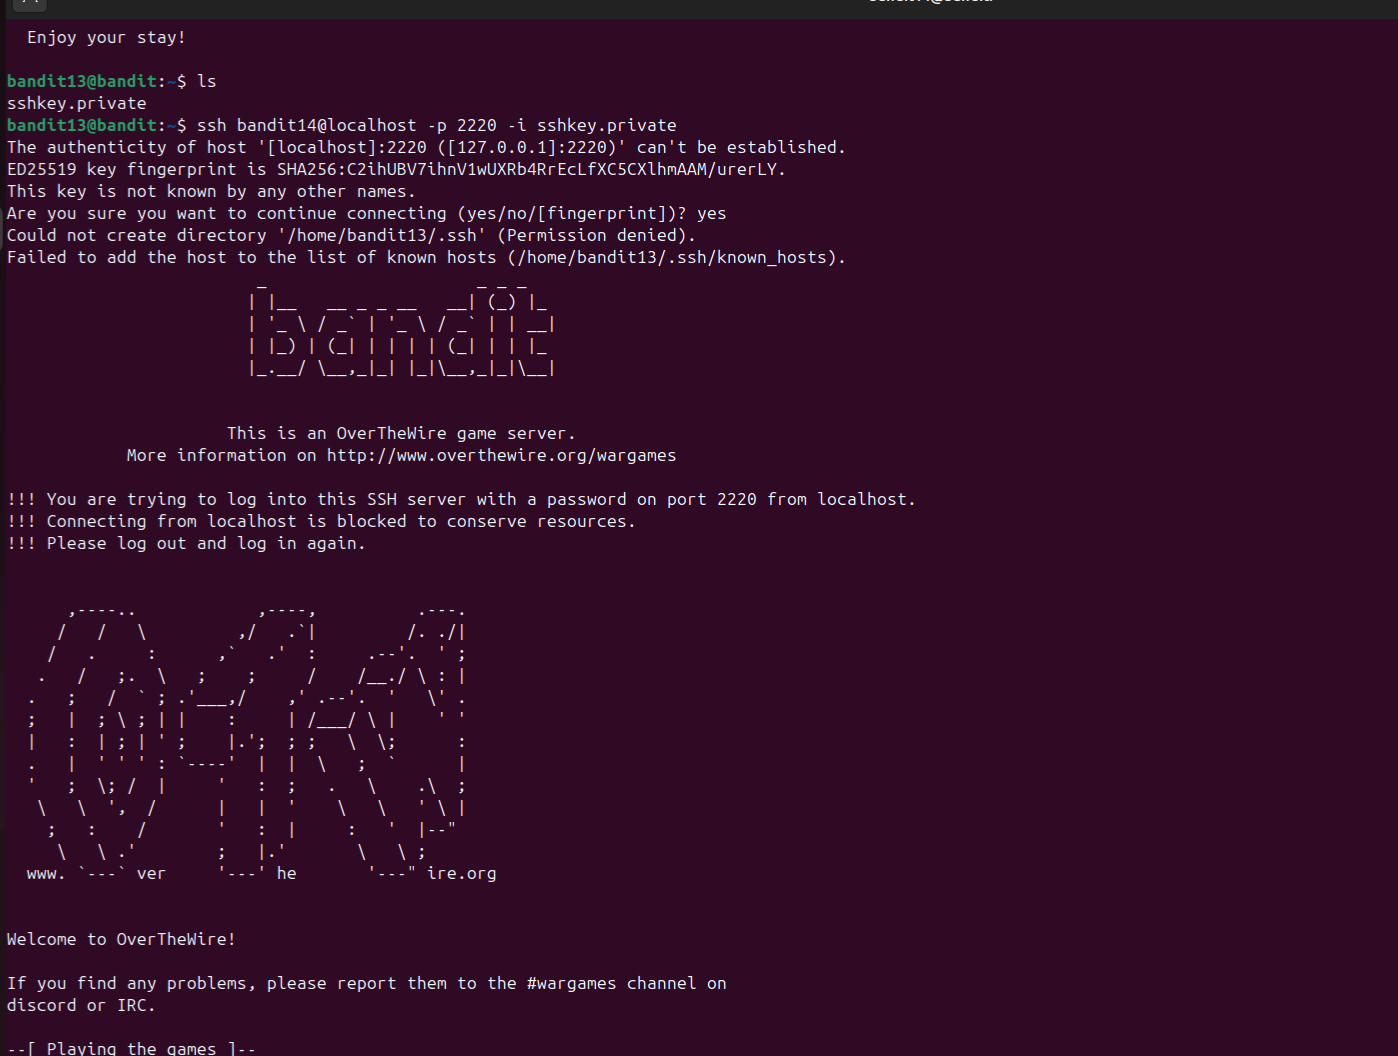 Enjoy your stay!
bandit13@bandit:~$ ls
sshkey.private
bandit13@bandit:~$ ssh bandit14@localhost -p 2220 -i sshkey.private
The authenticity of host '[localhost]:2220 ([127.0.0.1]:2220)' can't be established.
ED25519 key fingerprint is SHA256:C2ihUBV7ihnV1wUXRb4RrEcLfXC5CXlhmAAM/urerLY.
This key is not known by any other names.
Are you sure you want to continue connecting (yes/no/[fingerprint])? yes
Could not create directory '/home/bandit13/.ssh' (Permission denied).
Failed to add the host to the list of known hosts (/home/bandit13/.ssh/known_hosts).
bandit
This is an OverTheWire game server.
More information on http://www.overthewire.org/wargames
!!! You are trying to log into this SSH server with a password on port 2220 from localhost.
!!! Connecting from localhost is blocked to conserve resources.
!!! Please log out and log in again.
www. ver he ire.org
Welcome to OverTheWire!
If you find any problems, please report them to the #wargames channel on
discord or IRC.
--[ Playing the games ]--